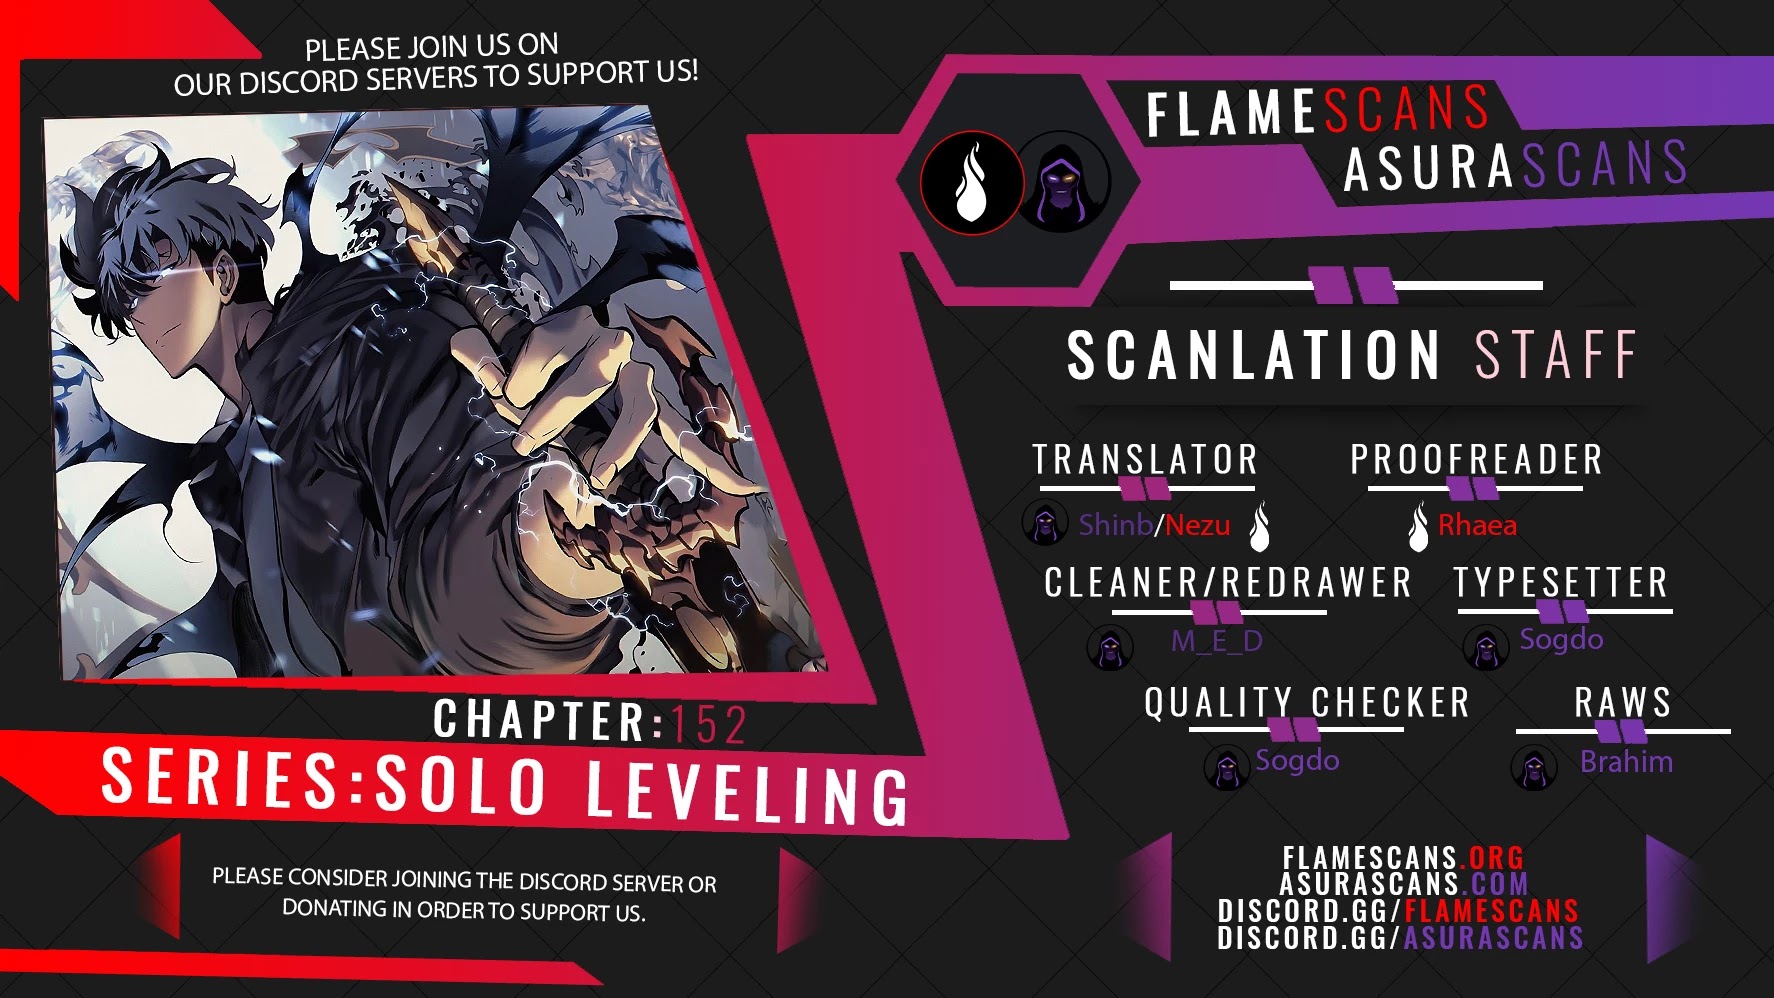 PLEASE JOIN US ON
OUR DISCORD SERVERS TO SUPPORT US!
FLAMESCANS
ASURASCANS
SCANLATION STAFF
TRANSLATOR
Shinb/Nezu
PROOFREADER
Rhaea
CLEANER/REDRAWER
M_E_D
TYPESETTER
Sogdo
QUALITY CHECKER
Sogdo
RAWS
Brahim
CHAPTER:152
SERIES:SOLO LEVELING
PLEASE CONSIDER JOINING THE DISCORD SERVER OR
DONATING IN ORDER TO SUPPORT US.
FLAMESCANS.ORG
ASURASCANS.COM
DISCORD.GG/FLAMESCANS
DISCORD.GG/ASURASCANS